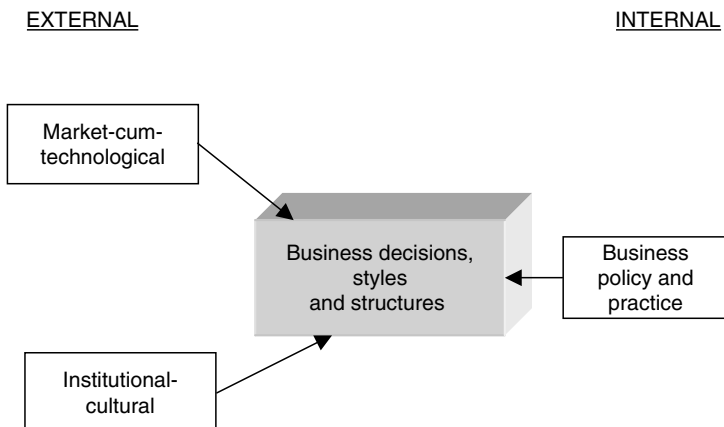 EXTERNAL
INTERNAL
Market-cum-
technological
Business decisions,
styles
and structures
Business
policy and
practice
Institutional-
cultural